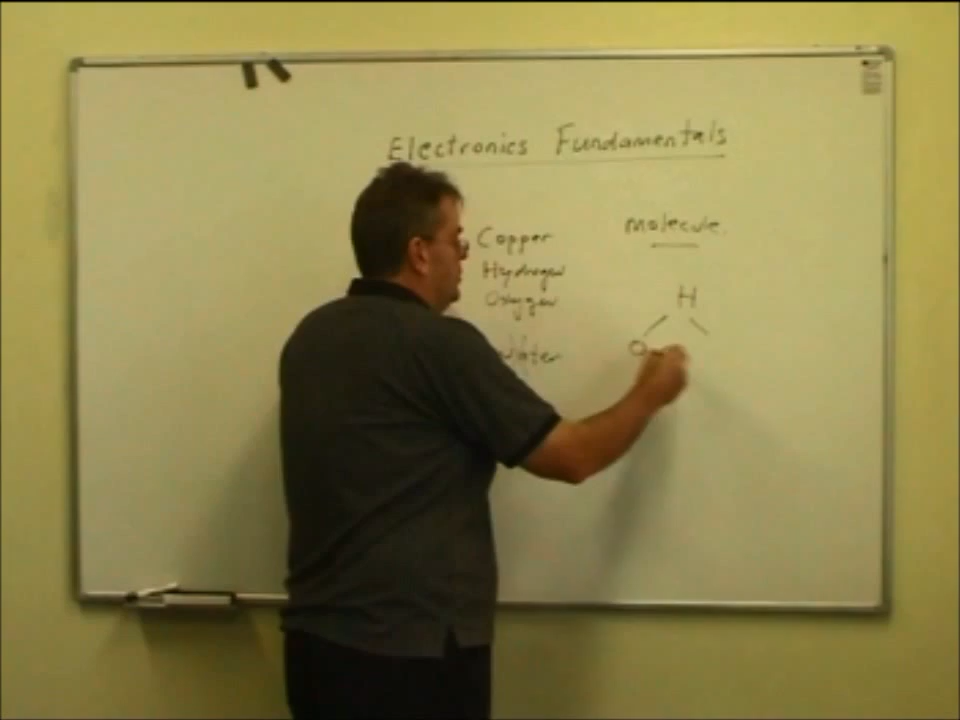 Electronics Fundamentals
Copper
Hydrogen
Oxygen
Water
molecule.
H
O